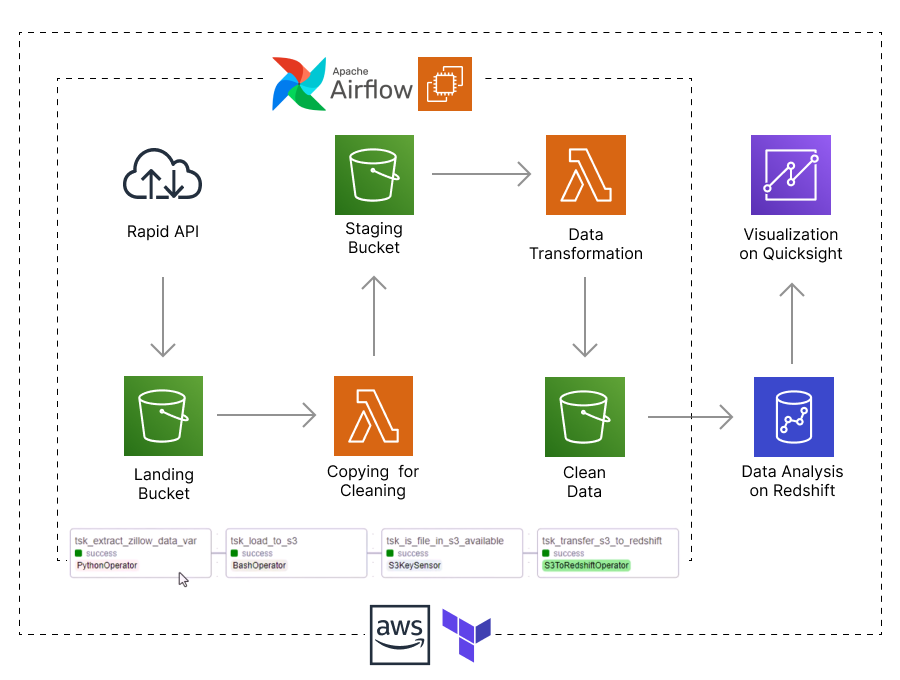 Apache
Airflow
Rapid API
Staging
Bucket
Data
Transformation
Visualization
on Quicksight
Landing
Bucket
Copying for
Cleaning
Clean
Data
Data Analysis
on Redshift
tsk_extract_zillow_data_var
success
PythonOperator
tsk_load_to_s3
success
BashOperator
tsk_is_file_in_s3_available
success
S3KeySensor
tsk_transfer_s3_to_redshift
success
S3ToRedshiftOperator
aws